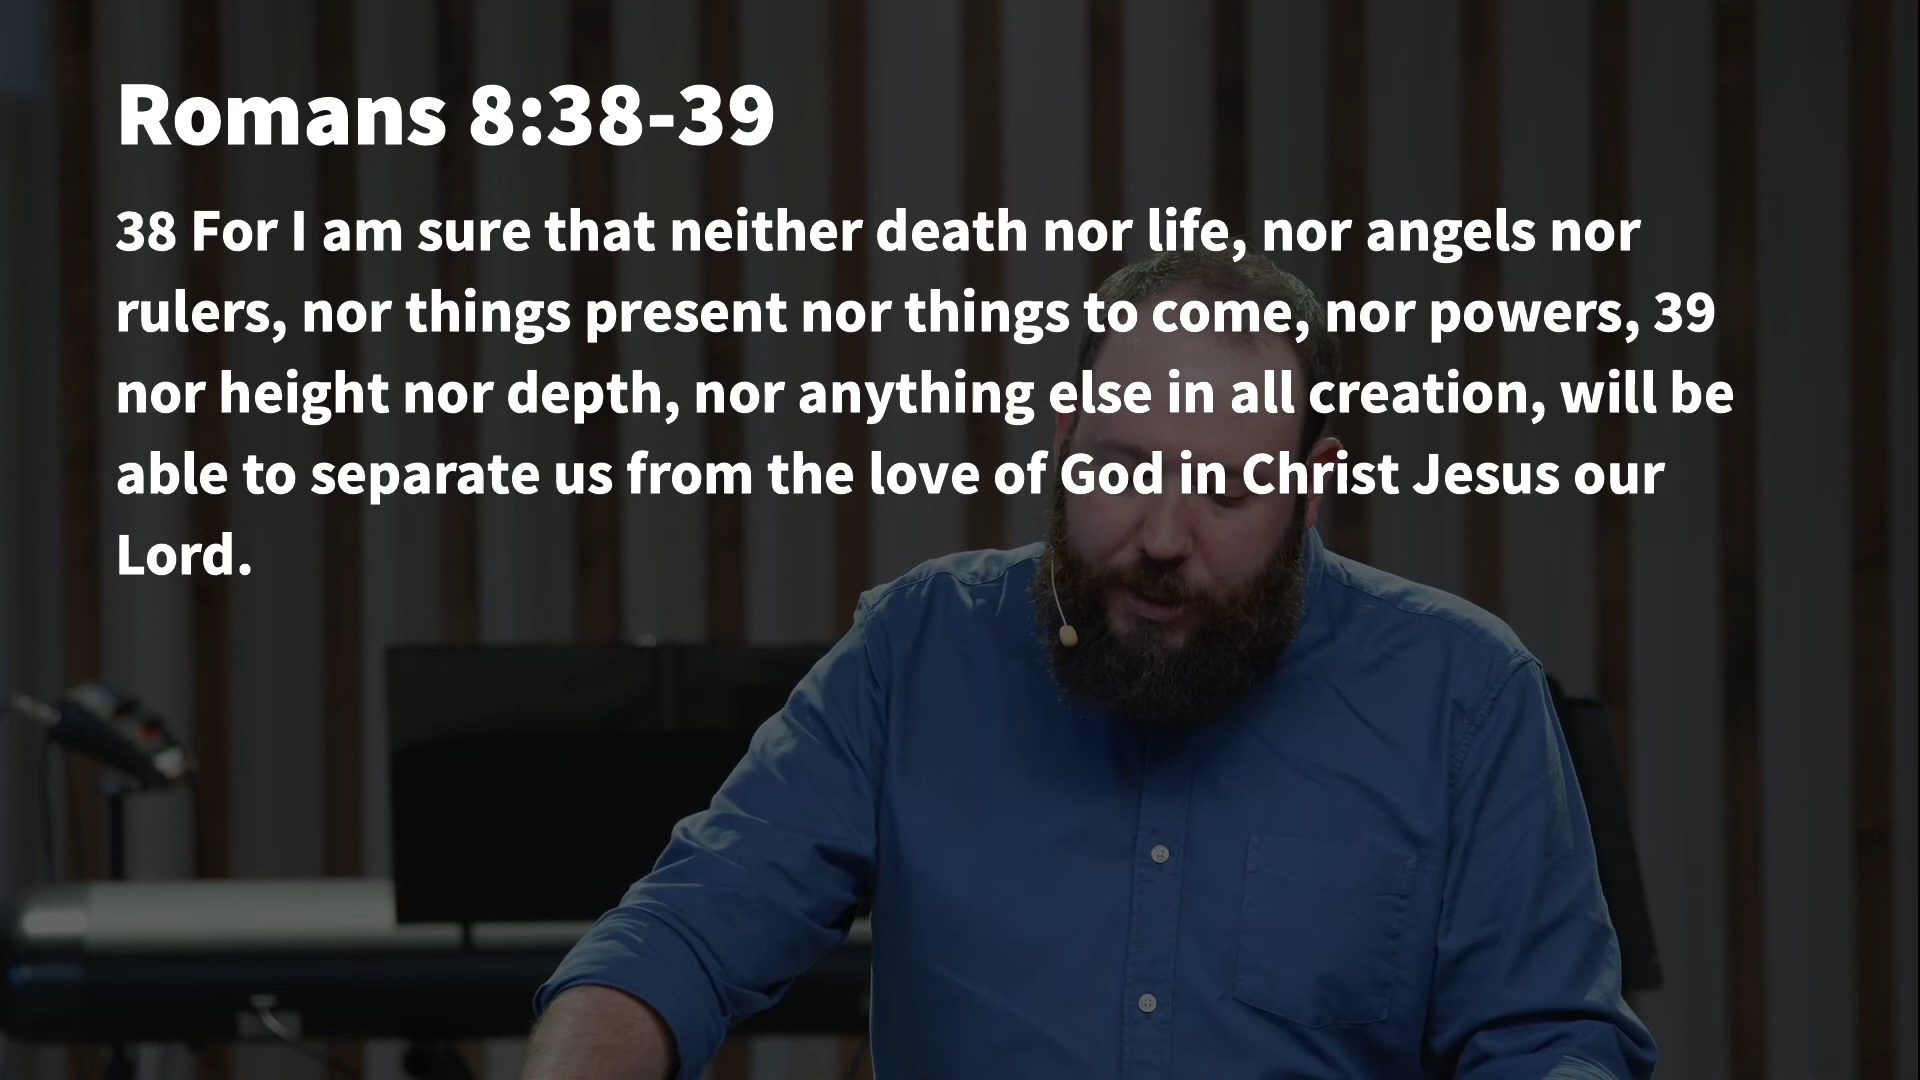 Romans 8:38-39
38 For I am sure that neither death nor life, nor angels nor
rulers, nor things present nor things to come, nor powers, 39
nor height nor depth, nor anything else in all creation, will be
able to separate us from the love of God in Christ Jesus our
Lord.